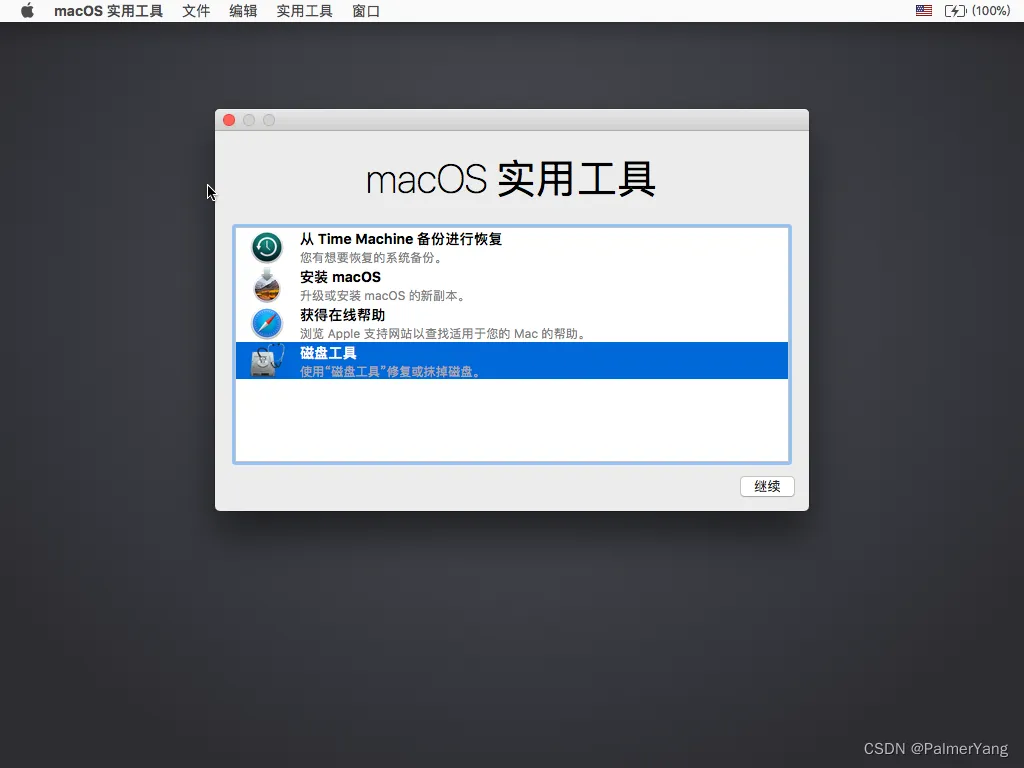 macOS 实用工具 文件 编辑 实用工具 窗口 (100%)
macOS 实用工具
从 Time Machine 备份进行恢复
您有想要恢复的系统备份。
安装 macOS
升级或安装 macOS 的新副本。
获得在线帮助
浏览 Apple 支持网站以查找适用于您的 Mac 的帮助。
磁盘工具
使用“磁盘工具”修复或抹掉磁盘。
继续
CSDN @PalmerYang